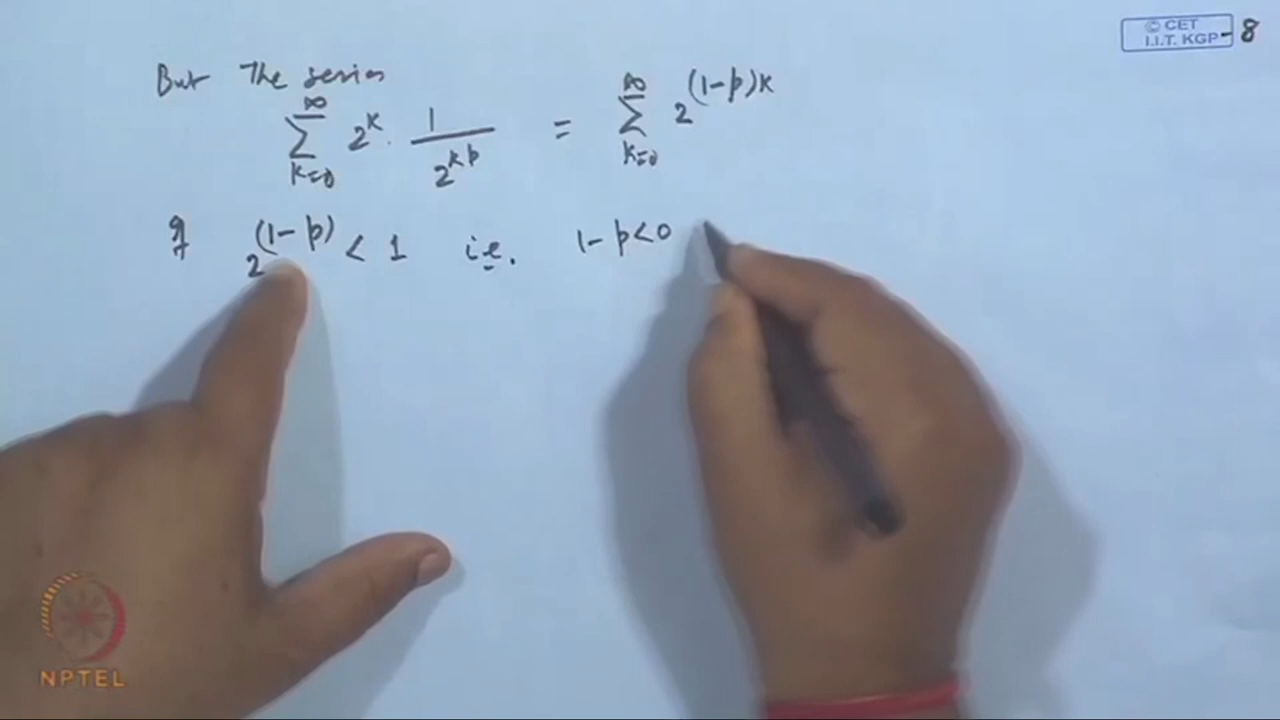 © CET
I.I.T. KGP - 8
But The series
∞ ∑ k=0 2^k · 1 / 2^{kp} = ∞ ∑ k=0 2^{(1-p)k}
If 2^{(1-p)} < 1 i.e. 1-p<0
NPTEL